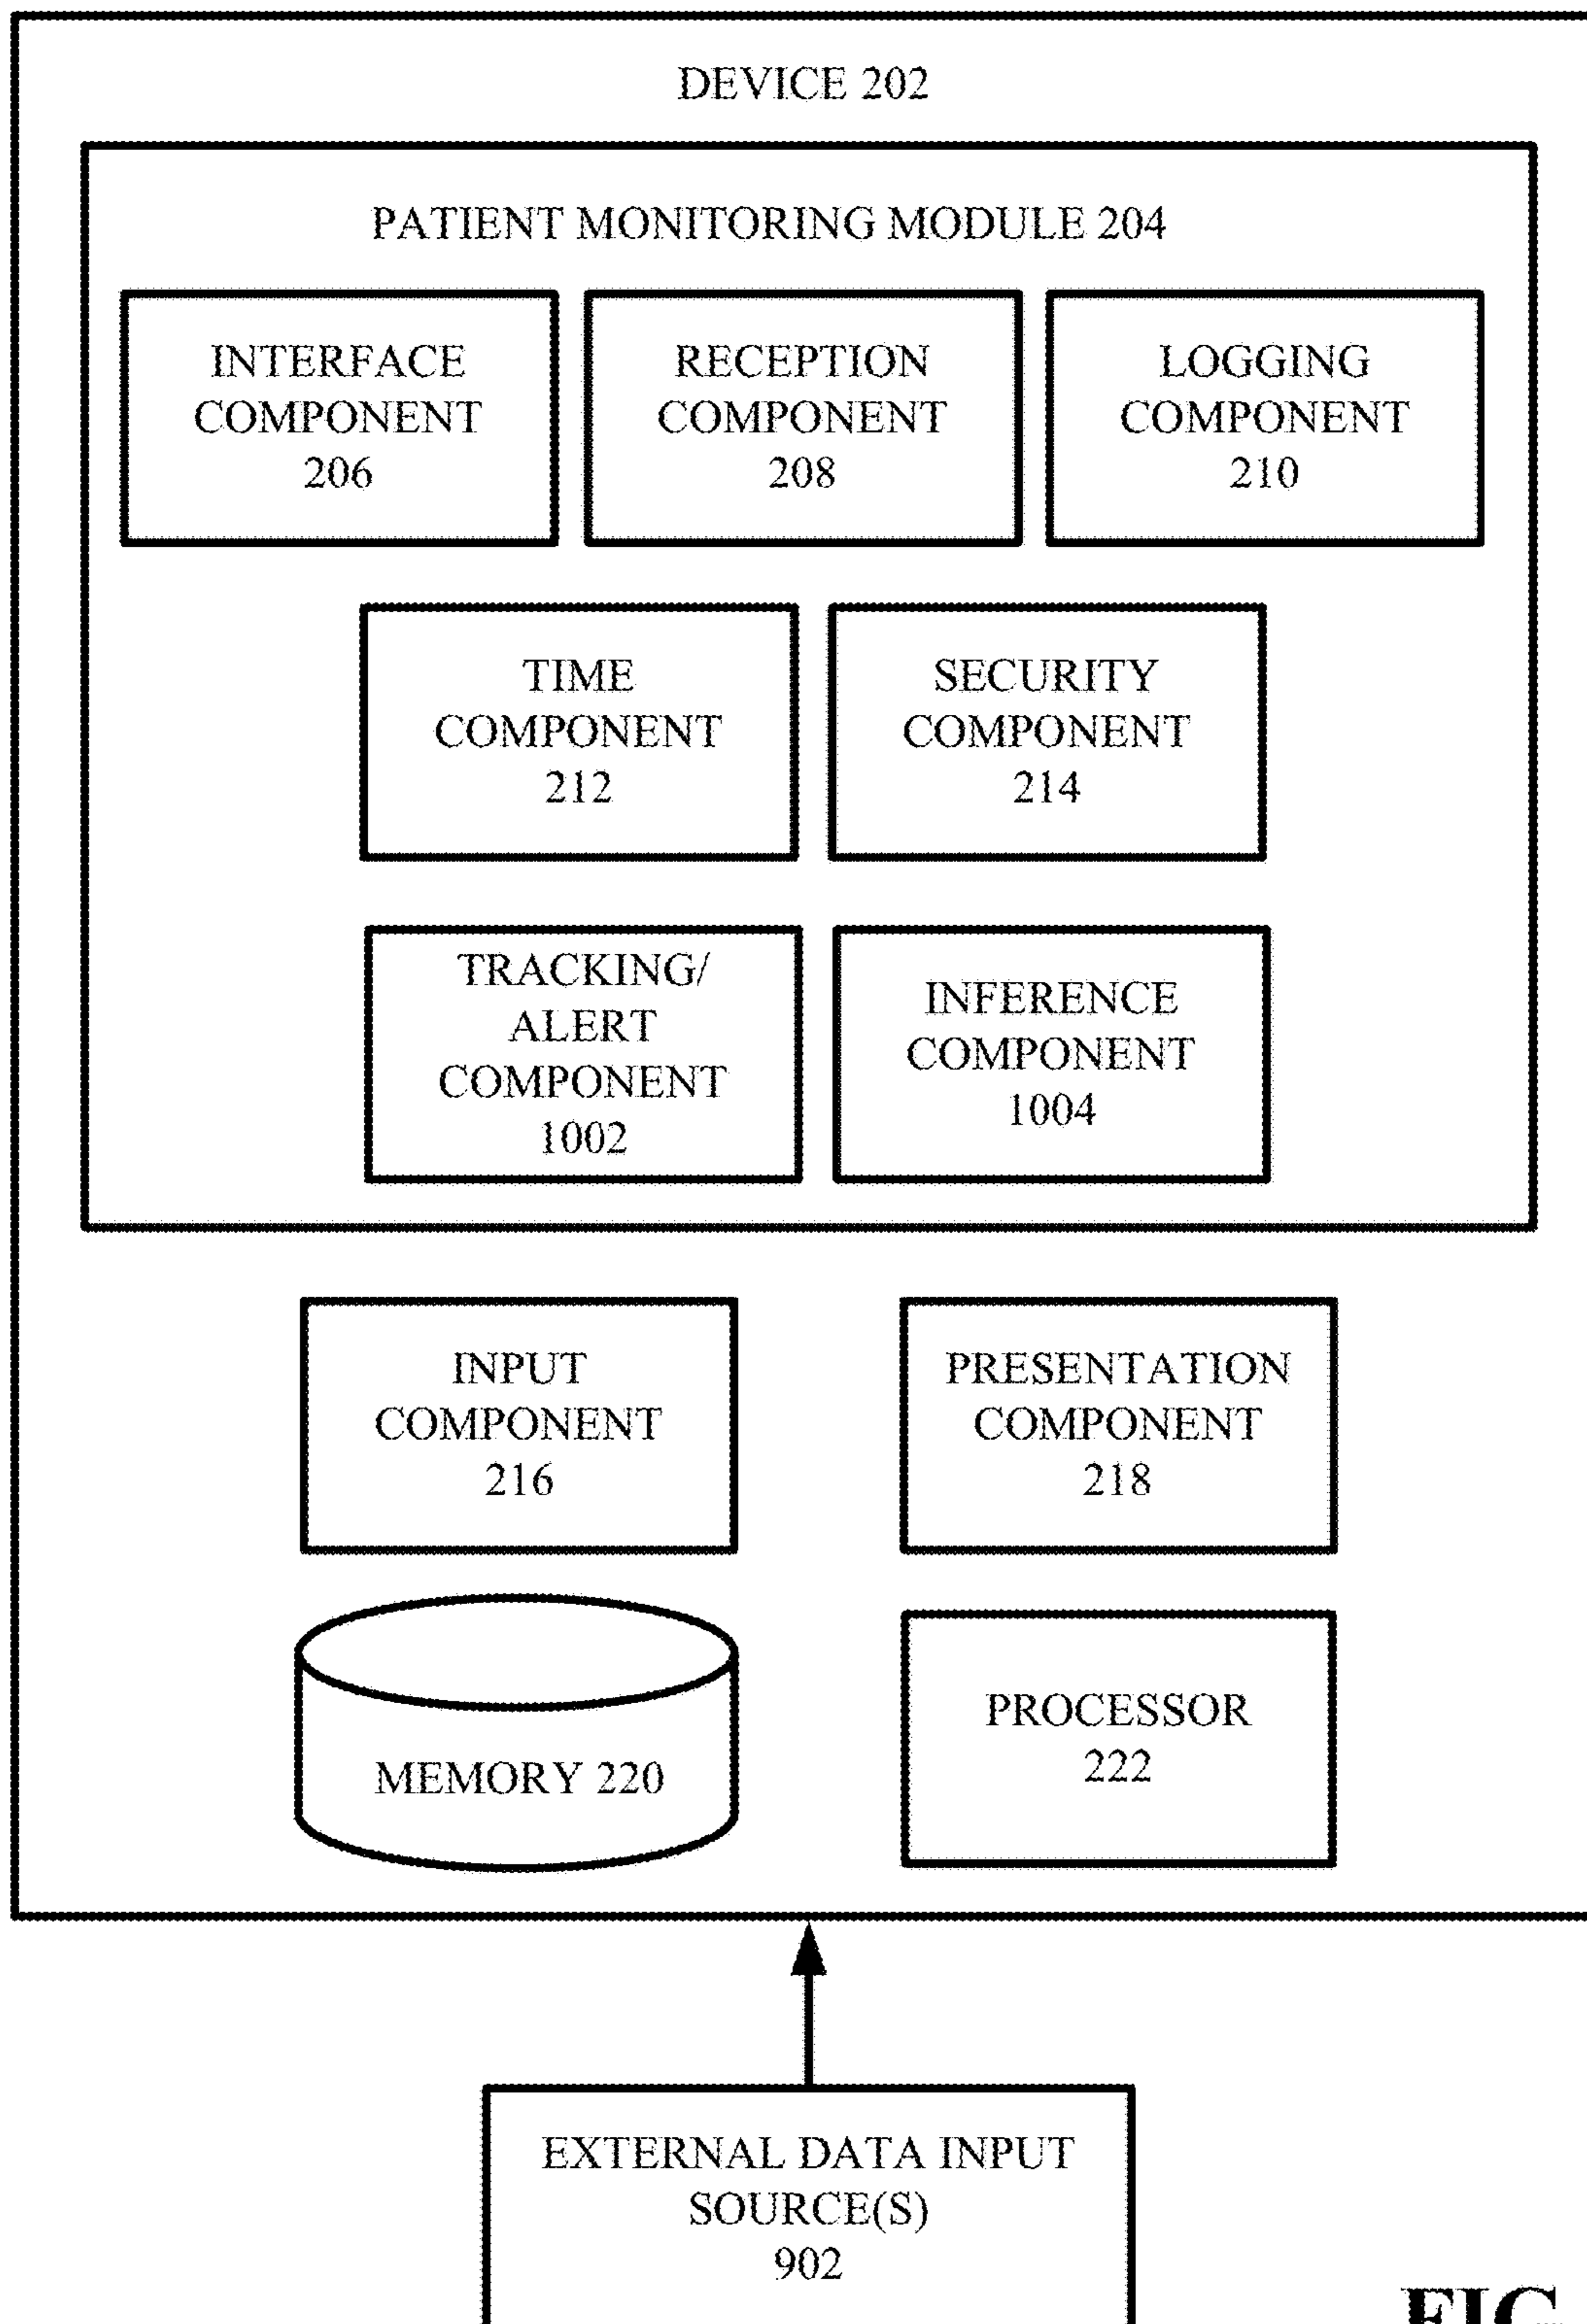 DEVICE 202
PATIENT MONITORING MODULE 204
INTERFACE
COMPONENT
206
RECEPTION
COMPONENT
208
LOGGING
COMPONENT
210
TIME
COMPONENT
212
SECURITY
COMPONENT
214
TRACKING/
ALERT
COMPONENT
1002
INFERENCE
COMPONENT
1004
INPUT
COMPONENT
216
PRESENTATION
COMPONENT
218
MEMORY 220
PROCESSOR
222
EXTERNAL DATA INPUT
SOURCE(S)
902
FIG